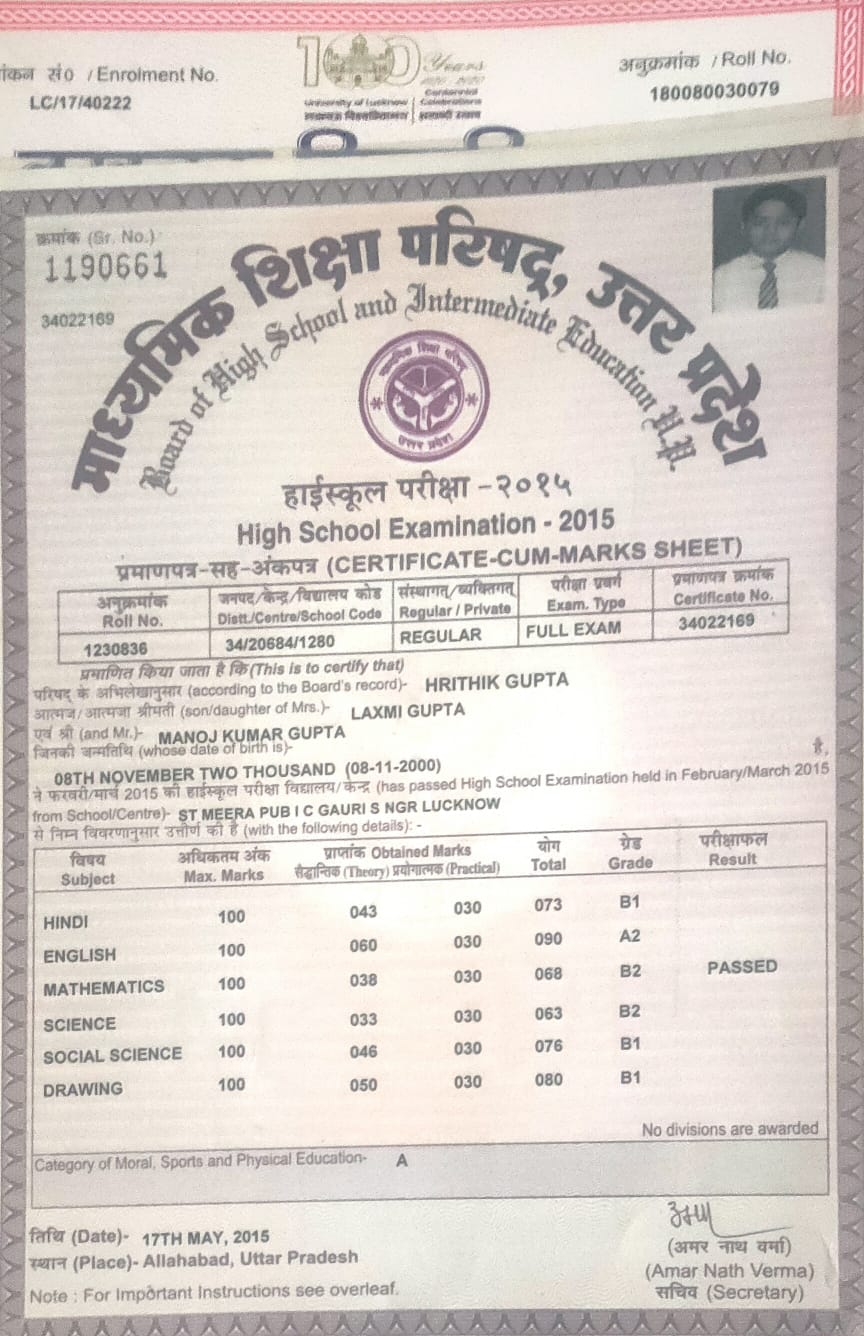 ांकन सं० / Enrolment No.
LC/17/40222
100 Years
1920 - 2020
University of Lucknow
लखनऊ विश्वविद्यालय
Centennial
Celebrations
शताब्दी उत्सव
अनुक्रमांक / Roll No.
180080030079
क्रमांक (Sr. No.)
1190661
34022169
माध्यमिक शिक्षा परिषद्, उत्तर प्रदेश
Board of High School and Intermediate Education U.P.
माध्यमिक शिक्षा परिषद्
उत्तर प्रदेश
हाईस्कूल परीक्षा - २०१५
High School Examination - 2015
प्रमाणपत्र-सह-अंकपत्र (CERTIFICATE-CUM-MARKS SHEET)
अनुक्रमांक जनपद/केन्द्र/विद्यालय कोड संस्थागत/व्यक्तिगत परीक्षा प्रवर्ग प्रमाणपत्र क्रमांक
Roll No. Distt./Centre/School Code Regular / Private Exam. Type Certificate No.
1230836 34/20684/1280 REGULAR FULL EXAM 34022169
प्रमाणित किया जाता है कि (This is to certify that)
परिषद के अभिलेखानुसार (according to the Board's record)- HRITHIK GUPTA
आत्मज/आत्मजा श्रीमती (son/daughter of Mrs.)- LAXMI GUPTA
एवं श्री (and Mr.)- MANOJ KUMAR GUPTA
जिनकी जन्मतिथि (whose date of birth is)-
08TH NOVEMBER TWO THOUSAND (08-11-2000) है,
ने फरवरी/मार्च 2015 की हाईस्कूल परीक्षा विद्यालय/केन्द्र (has passed High School Examination held in February/March 2015
from School/Centre)- ST MEERA PUB I C GAURI S NGR LUCKNOW
से निम्न विवरणानुसार उत्तीर्ण की है (with the following details): -
विषय अधिकतम अंक प्राप्तांक Obtained Marks योग ग्रेड परीक्षाफल
Subject Max. Marks सैद्धान्तिक (Theory) प्रयोगात्मक (Practical) Total Grade Result
HINDI 100 043 030 073 B1
ENGLISH 100 060 030 090 A2
MATHEMATICS 100 038 030 068 B2 PASSED
SCIENCE 100 033 030 063 B2
SOCIAL SCIENCE 100 046 030 076 B1
DRAWING 100 050 030 080 B1
No divisions are awarded
Category of Moral, Sports and Physical Education- A
तिथि (Date)- 17TH MAY, 2015
स्थान (Place)- Allahabad, Uttar Pradesh
Note : For Important Instructions see overleaf.
(अमर नाथ वर्मा)
(Amar Nath Verma)
सचिव (Secretary)